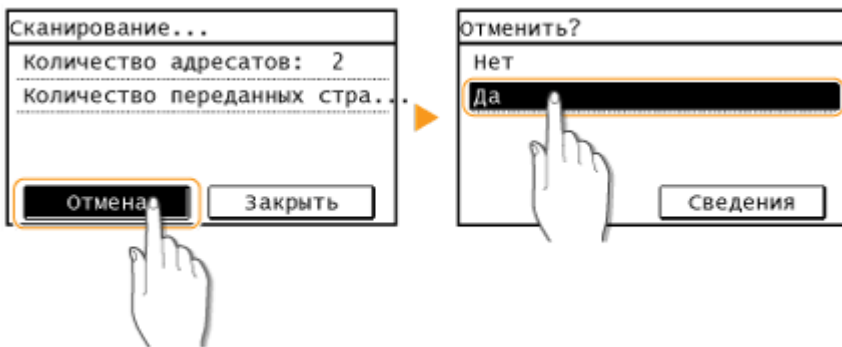 Сканирование...
Количество адресатов: 2
Количество переданных стра...
Отмена
Закрыть
Отменить?
Нет
Да
Сведения